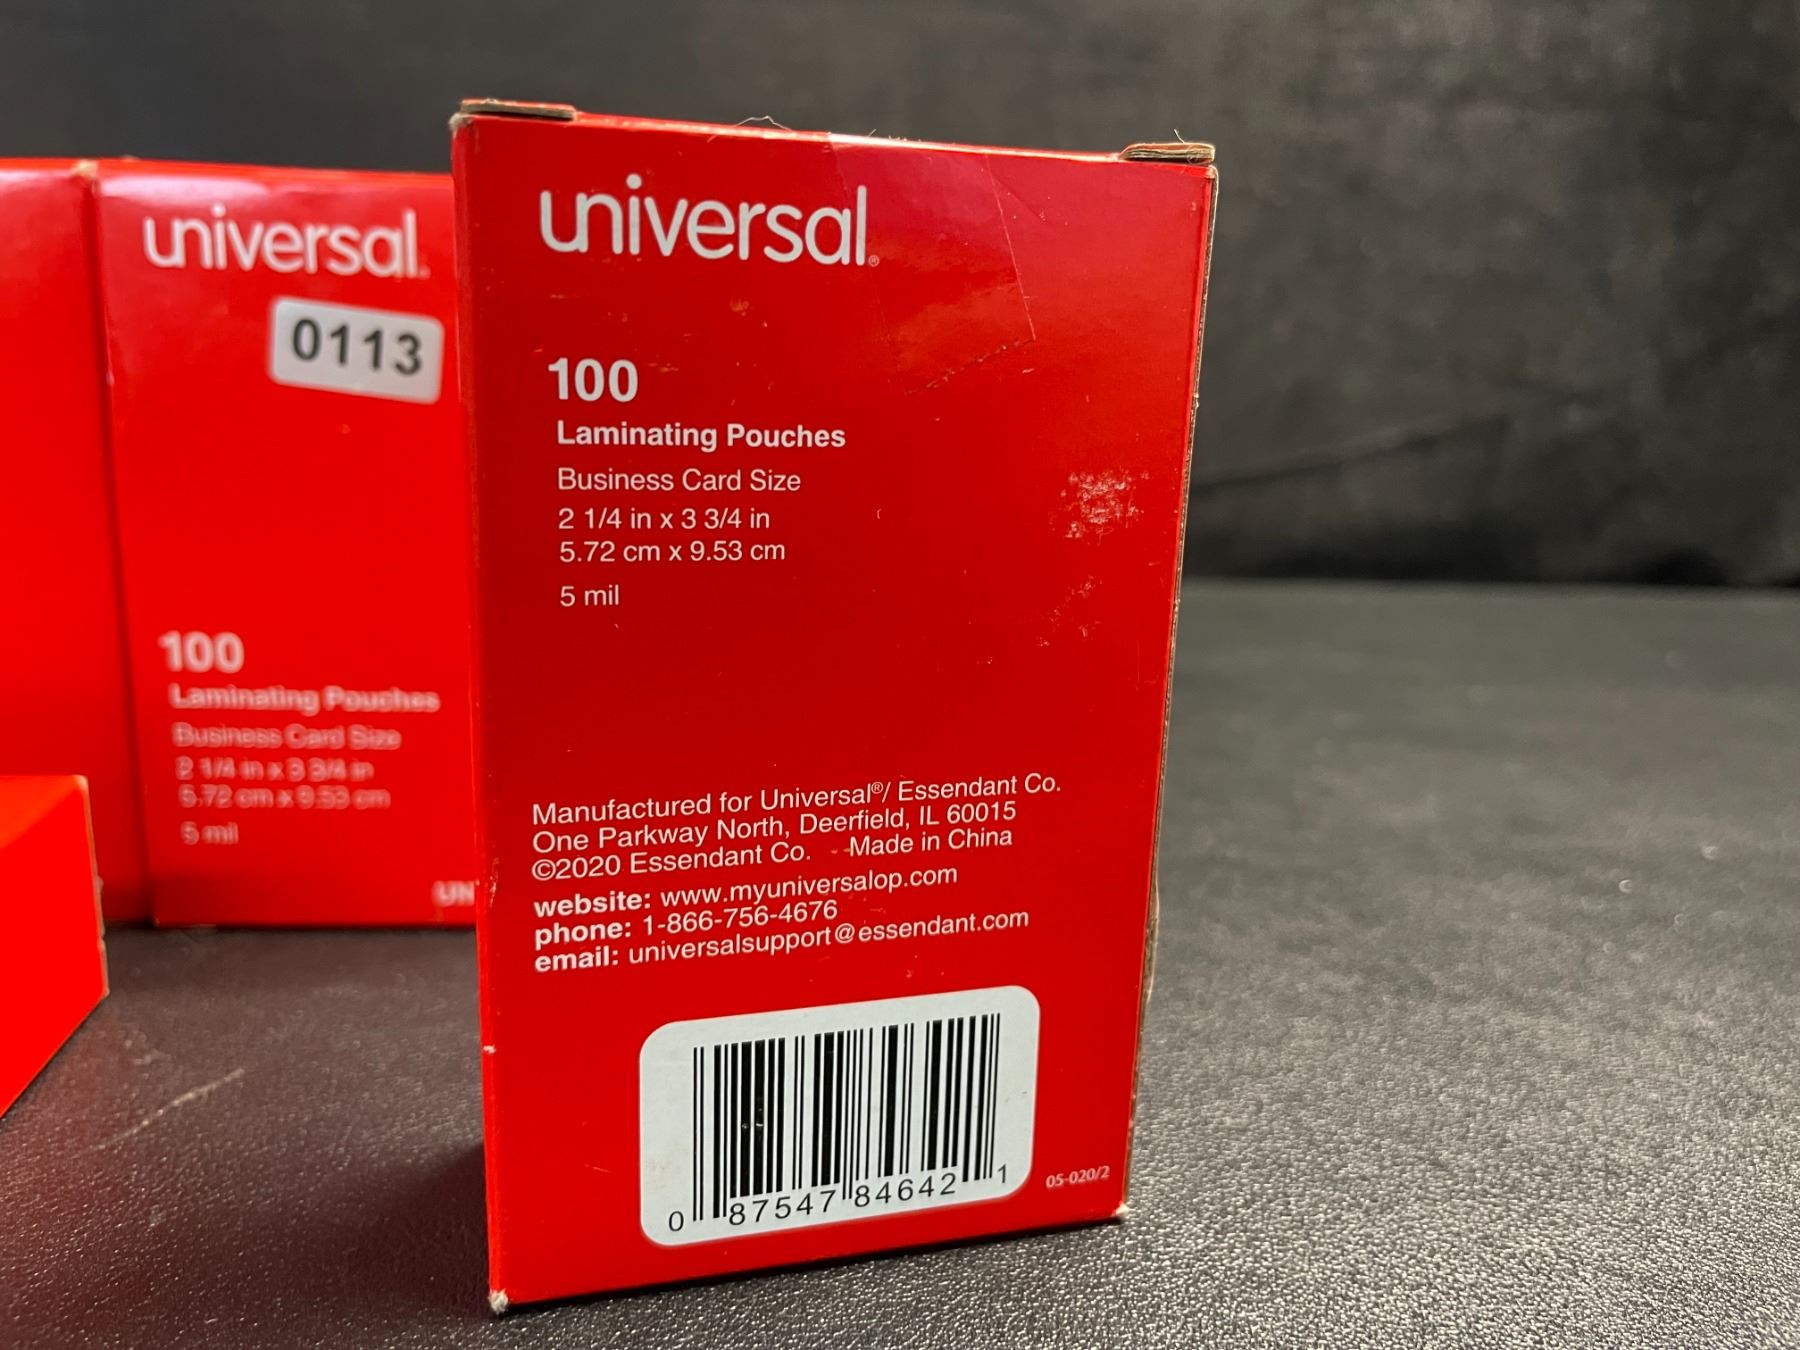 universal®
100
Laminating Pouches
Business Card Size
2 1/4 in x 3 3/4 in
5.72 cm x 9.53 cm
5 mil
Manufactured for Universal®/ Essendant Co.
One Parkway North, Deerfield, IL 60015
©2020 Essendant Co. Made in China
website: www.myuniversalop.com
phone: 1-866-756-4676
email: universalsupport@essendant.com
0 87547 84642 1
05-020/2
universal®
0113
100
Laminating Pouches
Business Card Size
2 1/4 in x 3 3/4 in
5.72 cm x 9.53 cm
5 mil
UN